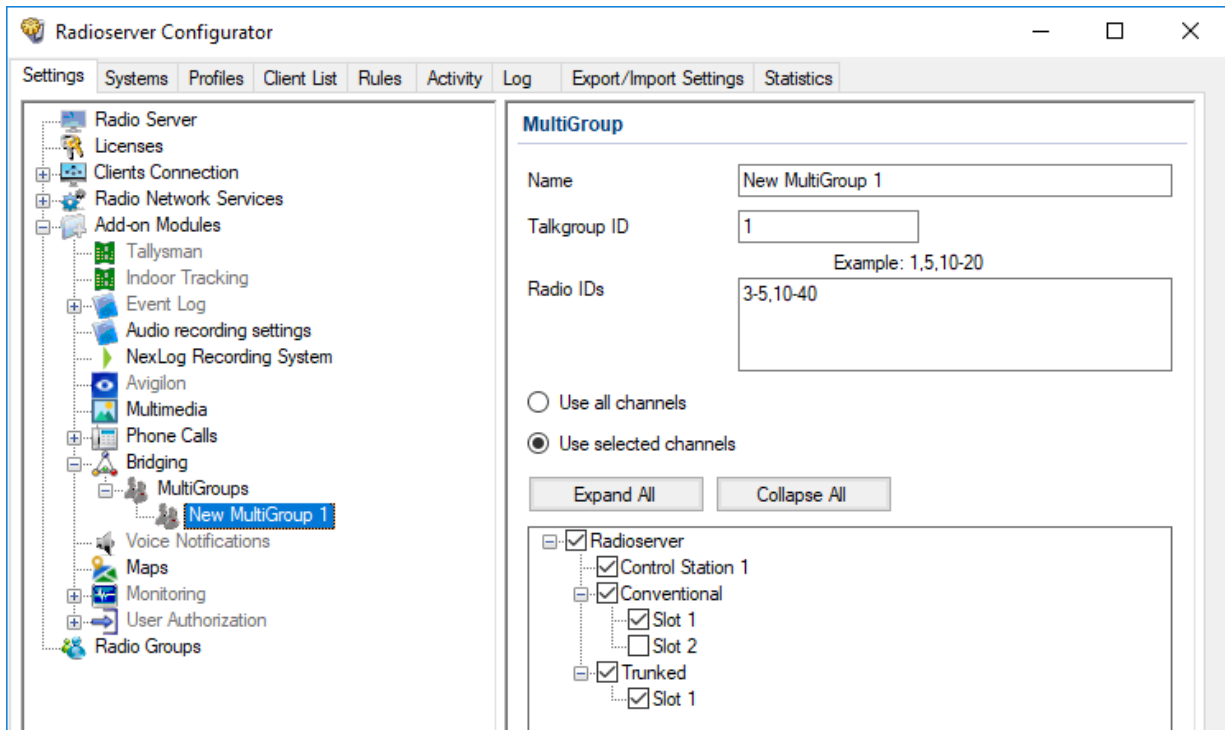 Radioserver Configurator
Settings Systems Profiles Client List Rules Activity Log Export/Import Settings Statistics
Radio Server
Licenses
Clients Connection
Radio Network Services
Add-on Modules
Tallysman
Indoor Tracking
Event Log
Audio recording settings
NexLog Recording System
Avigilon
Multimedia
Phone Calls
Bridging
MultiGroups
New MultiGroup 1
Voice Notifications
Maps
Monitoring
User Authorization
Radio Groups
MultiGroup
Name New MultiGroup 1
Talkgroup ID 1
Example: 1,5,10-20
Radio IDs 3-5,10-40
Use all channels
Use selected channels
Expand All Collapse All
Radioserver
Control Station 1
Conventional
Slot 1
Slot 2
Trunked
Slot 1